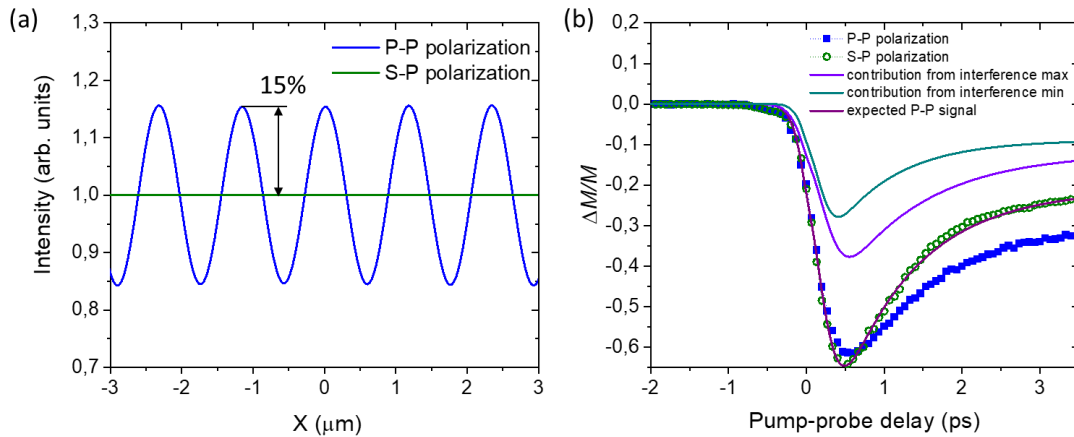 (a)
1,3
1,2
1,1
1,0
0,9
0,8
0,7
Intensity (arb. units)
P-P polarization
S-P polarization
15%
-3
-2
-1
0
1
2
3
X (μm)
(b)
0,2
0,1
0,0
-0,1
-0,2
-0,3
-0,4
-0,5
-0,6
ΔM/M
P-P polarization
S-P polarization
contribution from interference max
contribution from interference min
expected P-P signal
-2
-1
0
1
2
3
Pump-probe delay (ps)